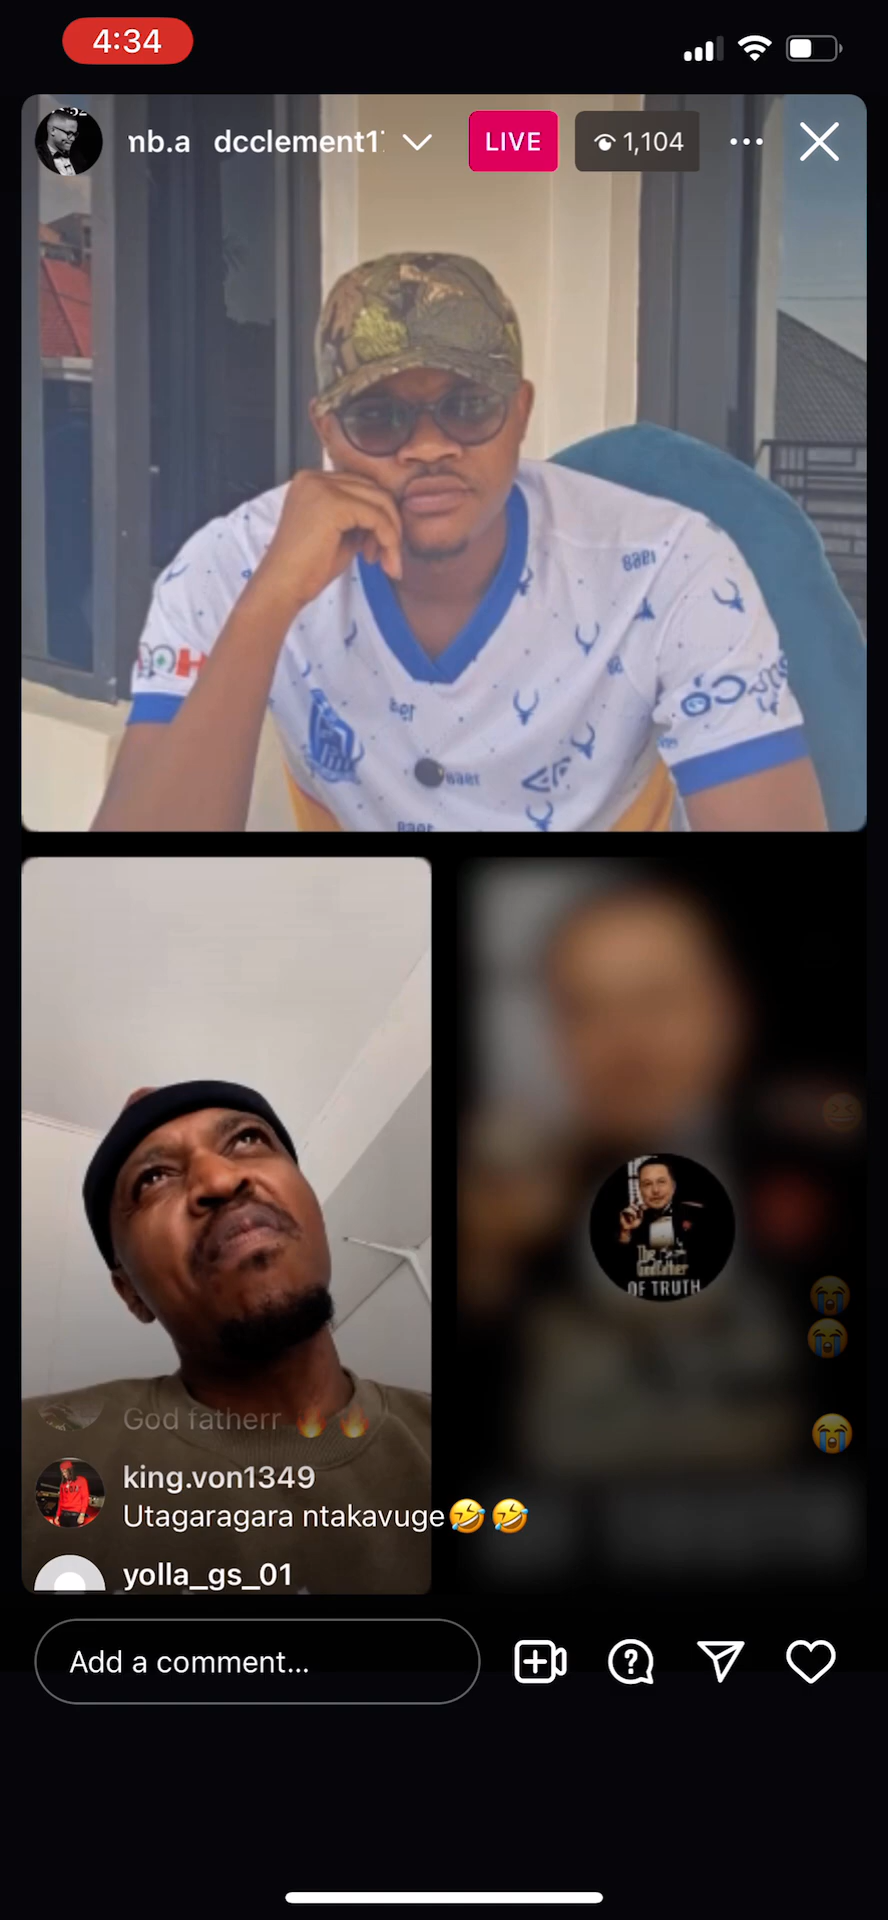 4:34
mb.a dcclement1
LIVE
1,104
The
Godfather
OF TRUTH
God fatherr 🔥🔥
king.von1349
Utagaragara ntakavuge🤣🤣
yolla_gs_01
Add a comment...